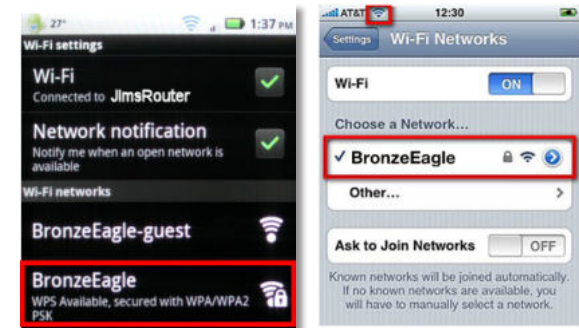 27°
1:37 PM
Wi-Fi settings
Wi-Fi
Connected to JimsRouter
Network notification
Notify me when an open network is
available
Wi-Fi networks
BronzeEagle-guest
BronzeEagle
WPS Available, secured with WPA/WPA2
PSK
AT&T
12:30
Settings
Wi-Fi Networks
Wi-Fi
ON
Choose a Network...
✓ BronzeEagle
Other...
Ask to Join Networks
OFF
Known networks will be joined automatically.
If no known networks are available, you
will have to manually select a network.